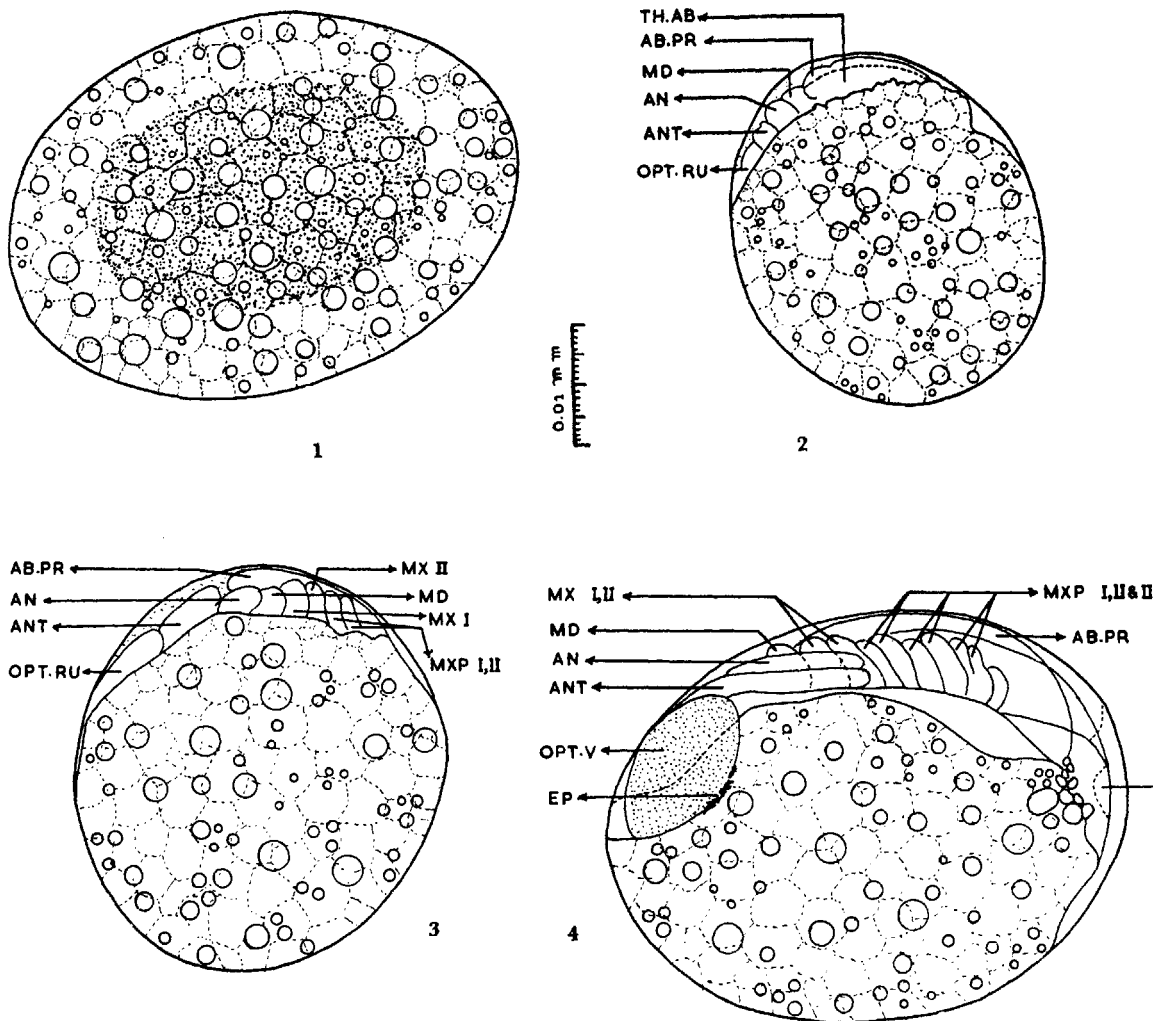 TH.AB
AB.PR
MD
AN
ANT
OPT.RU
1
0.01 mm
2
AB.PR
AN
ANT
OPT.RU
MX II
MD
MX I
MXP I,II
3
MX I,II
MD
AN
ANT
OPT.V
EP
MXP I,II & II
AB.PR
4